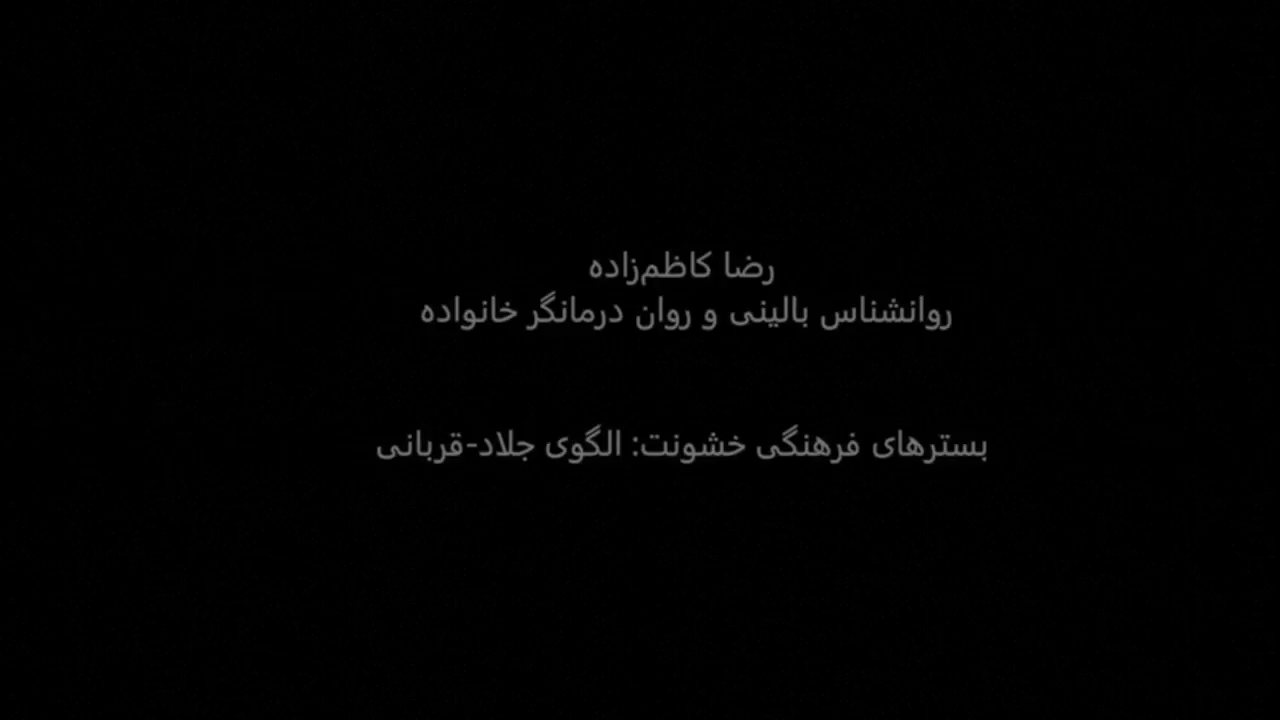 رضا کاظم‌زاده
روانشناس بالینی و روان درمانگر خانواده
بسترهای فرهنگی خشونت: الگوی جلاد-قربانی